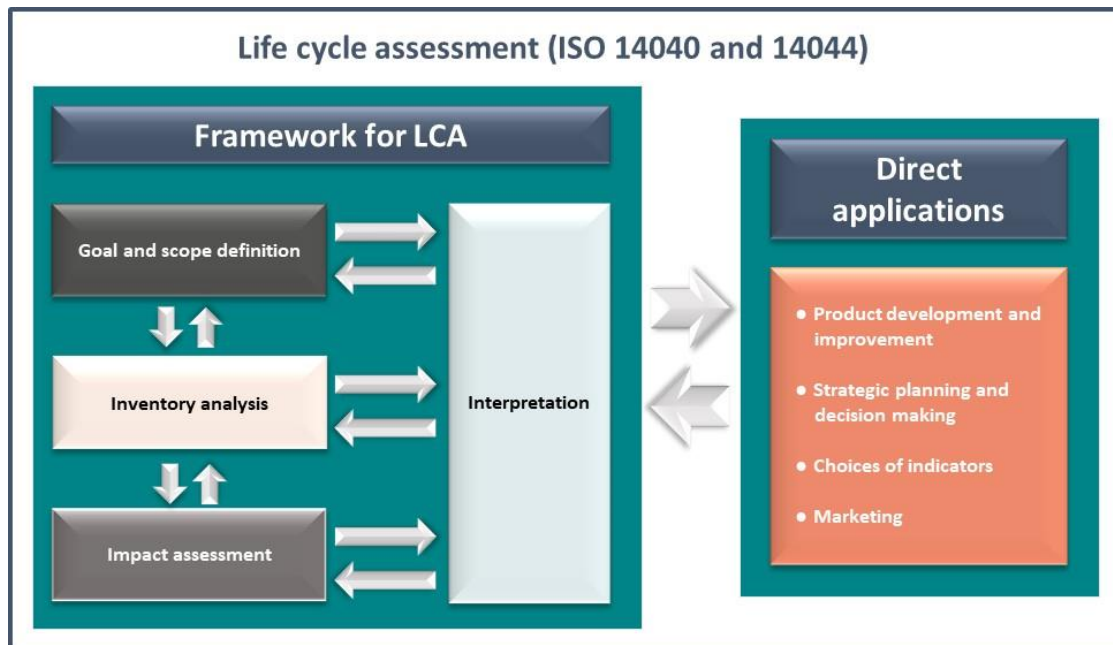 Life cycle assessment (ISO 14040 and 14044)
Framework for LCA
Goal and scope definition
Inventory analysis
Impact assessment
Interpretation
Direct
applications
● Product development and
improvement
● Strategic planning and
decision making
● Choices of indicators
● Marketing